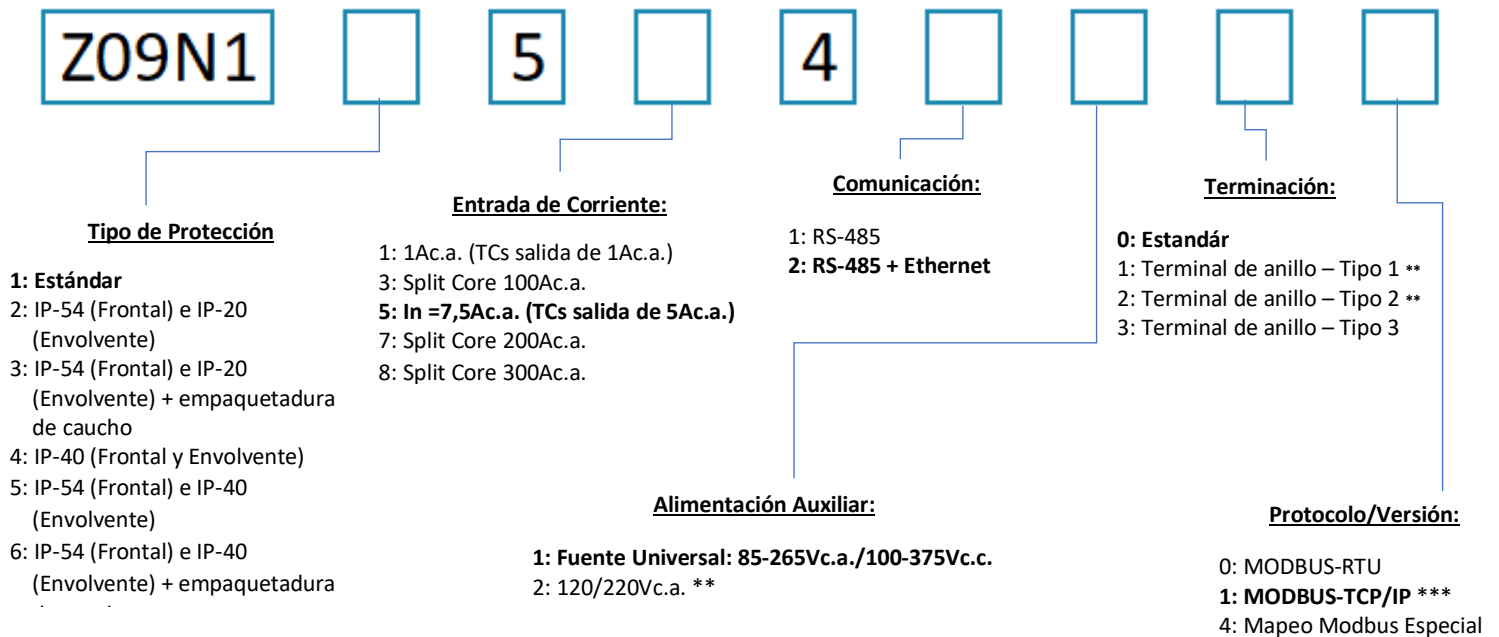 Z09N1 5 4
Tipo de Protección
1: Estándar
2: IP-54 (Frontal) e IP-20
(Envolvente)
3: IP-54 (Frontal) e IP-20
(Envolvente) + empaquetadura
de caucho
4: IP-40 (Frontal y Envolvente)
5: IP-54 (Frontal) e IP-40
(Envolvente)
6: IP-54 (Frontal) e IP-40
(Envolvente) + empaquetadura
Entrada de Corriente:
1: 1Ac.a. (TCs salida de 1Ac.a.)
3: Split Core 100Ac.a.
5: In =7,5Ac.a. (TCs salida de 5Ac.a.)
7: Split Core 200Ac.a.
8: Split Core 300Ac.a.
Comunicación:
1: RS-485
2: RS-485 + Ethernet
Alimentación Auxiliar:
1: Fuente Universal: 85-265Vc.a./100-375Vc.c.
2: 120/220Vc.a. **
Terminación:
0: Estandár
1: Terminal de anillo – Tipo 1 **
2: Terminal de anillo – Tipo 2 **
3: Terminal de anillo – Tipo 3
Protocolo/Versión:
0: MODBUS-RTU
1: MODBUS-TCP/IP ***
4: Mapeo Modbus Especial